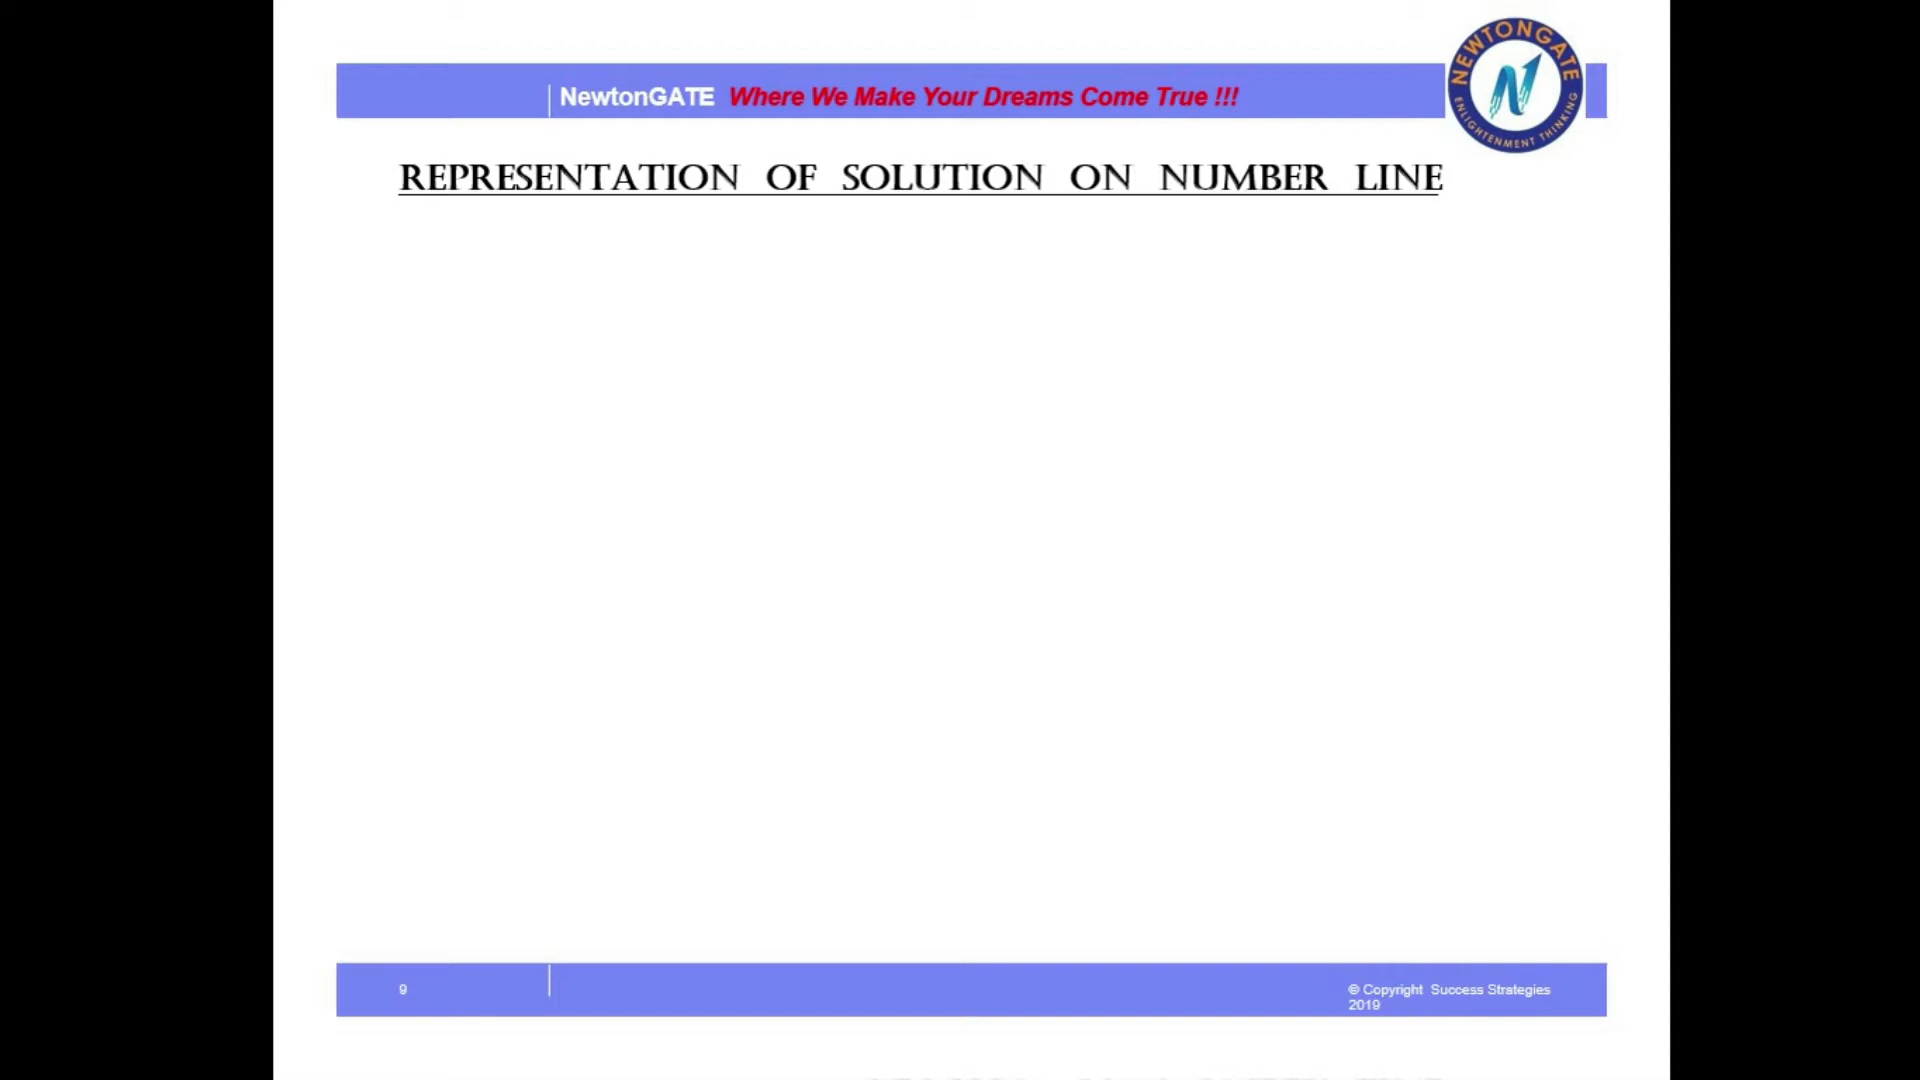 NEWTONGATE
ENLIGHTENMENT THINKING
NewtonGATE Where We Make Your Dreams Come True !!!
REPRESENTATION OF SOLUTION ON NUMBER LINE
9
© Copyright Success Strategies
2019